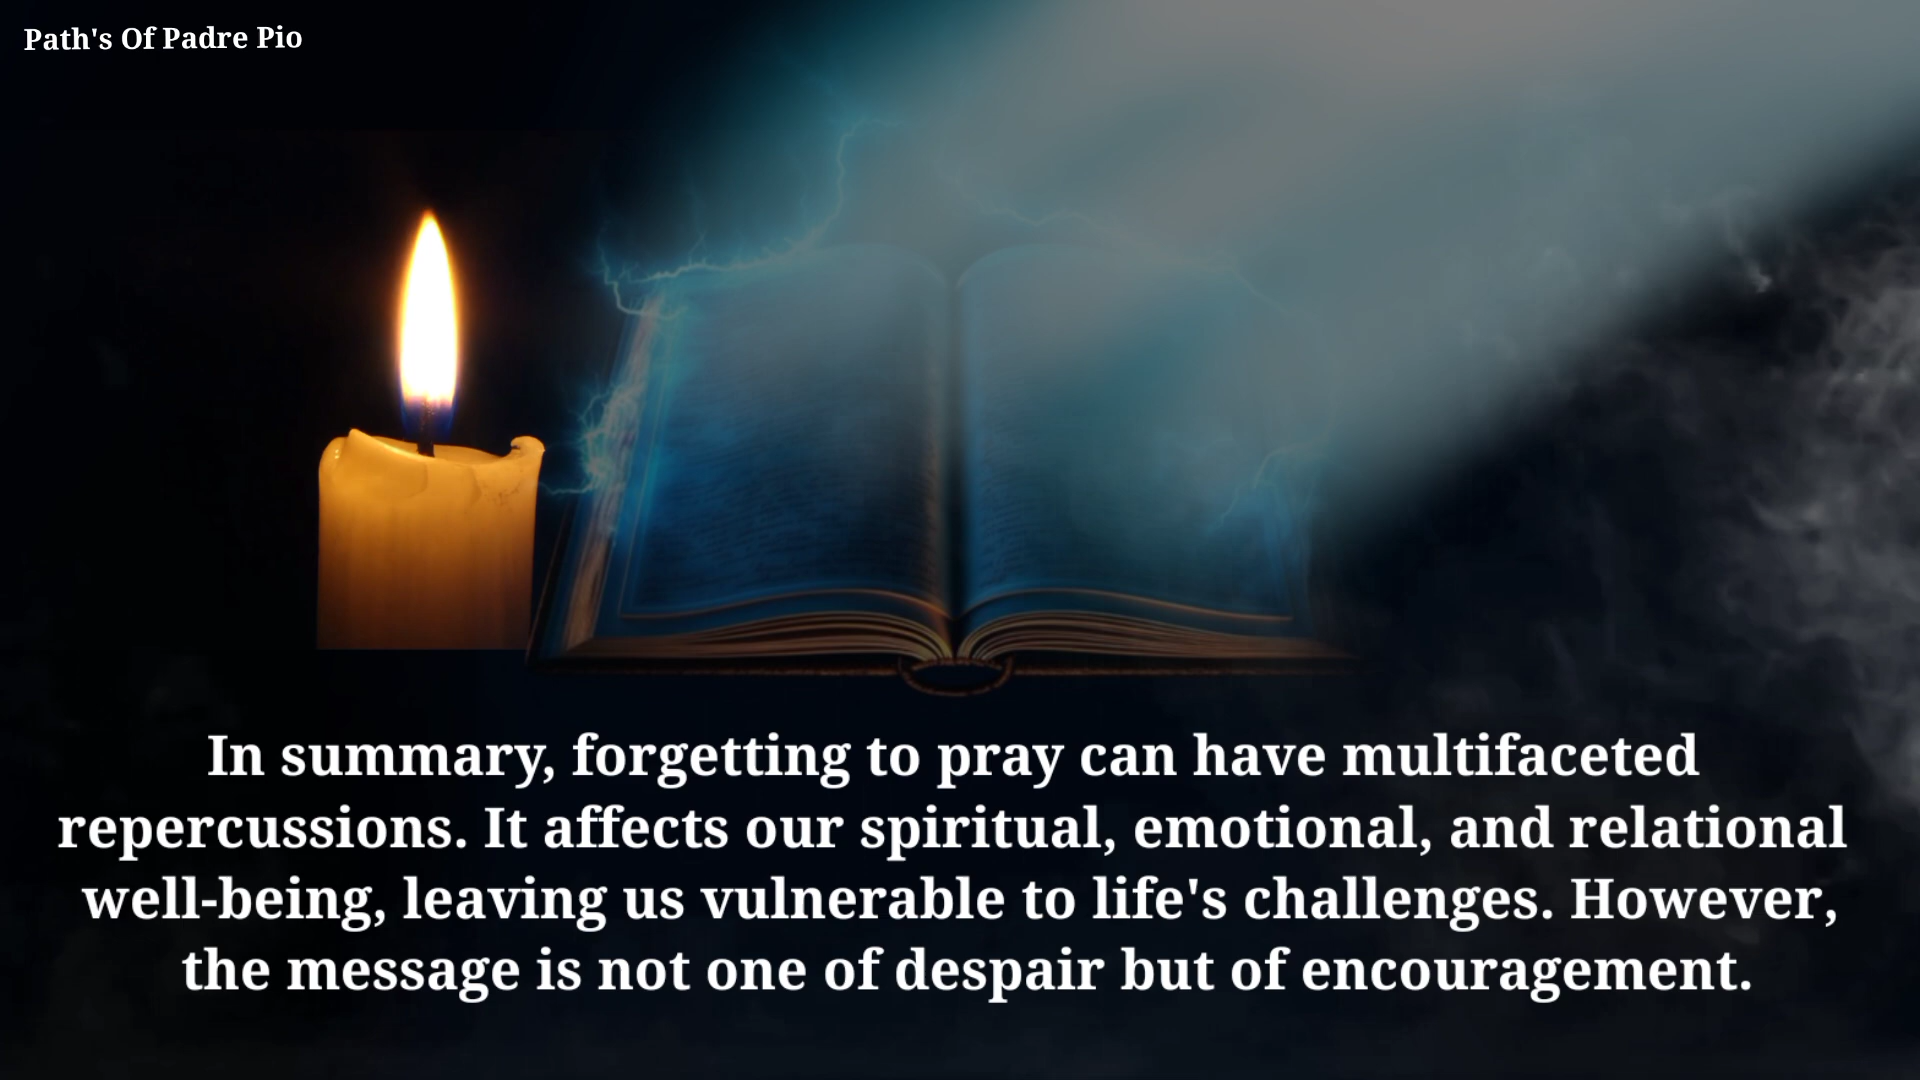 Path's Of Padre Pio
In summary, forgetting to pray can have multifaceted
repercussions. It affects our spiritual, emotional, and relational
well-being, leaving us vulnerable to life's challenges. However,
the message is not one of despair but of encouragement.